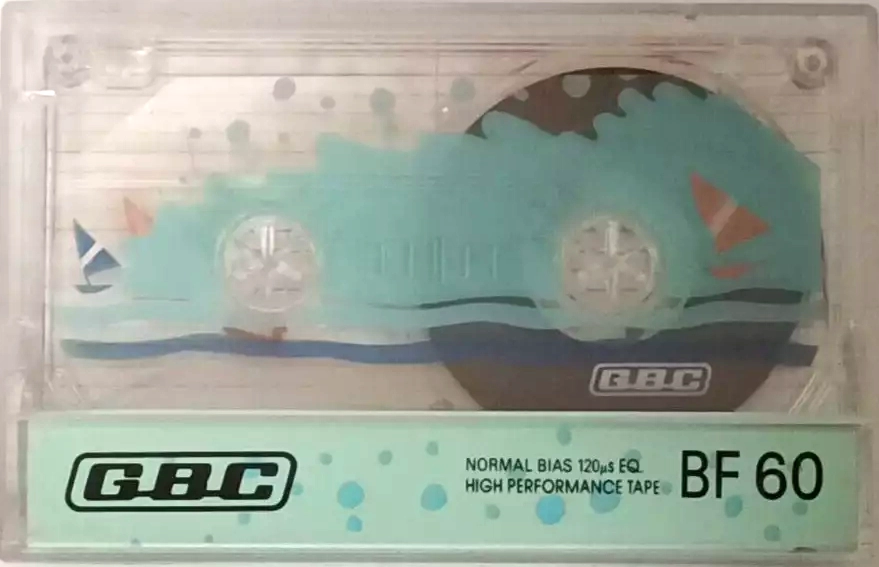 GBC
GBC
NORMAL BIAS 120µs EQ.
HIGH PERFORMANCE TAPE
BF 60